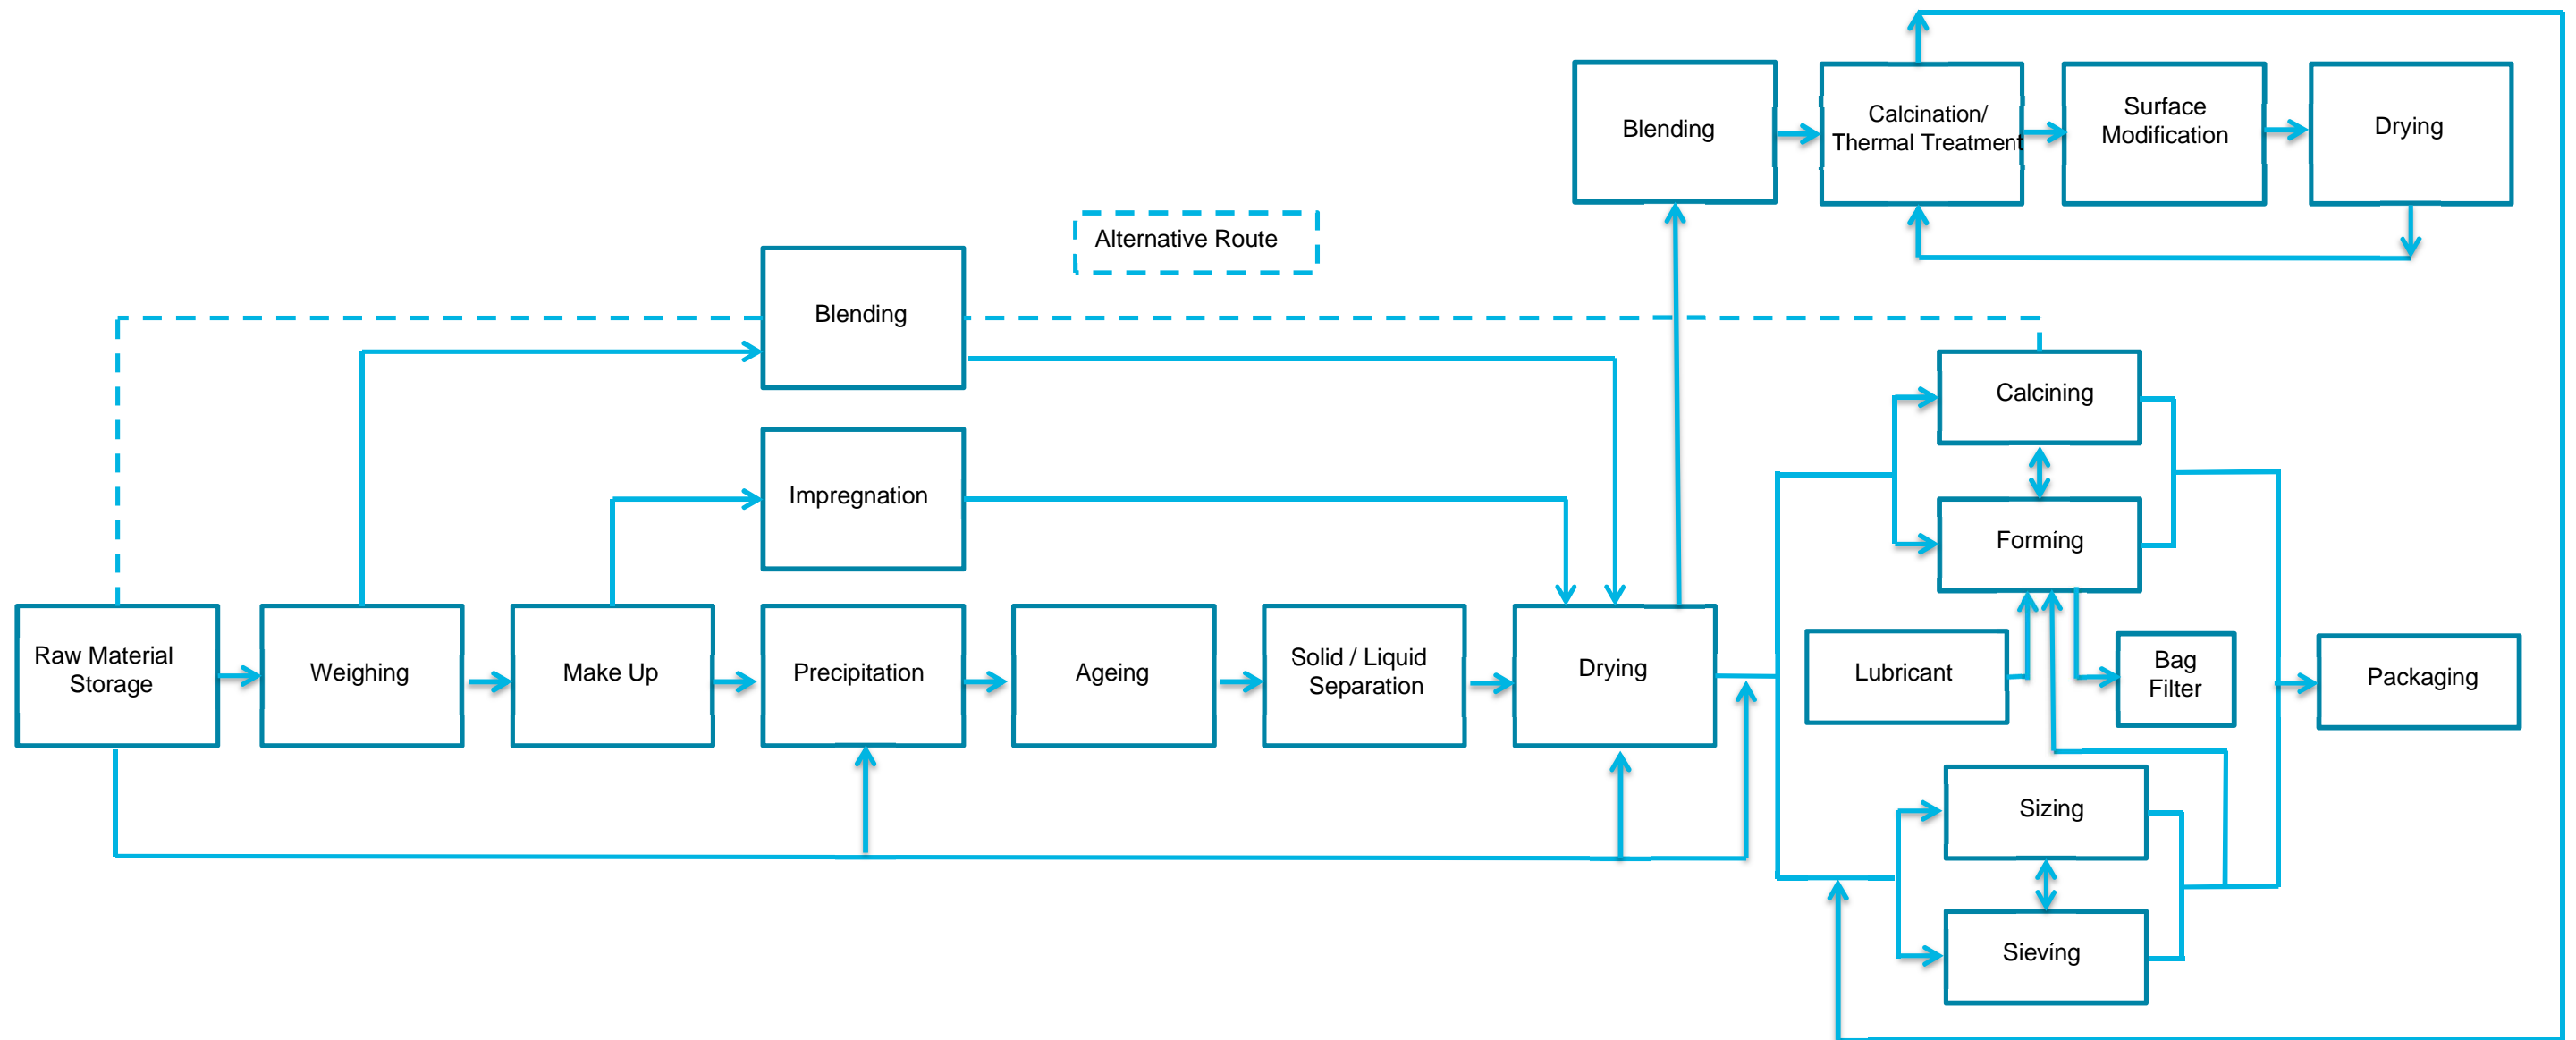 Blending
Calcination/
Thermal Treatment
Surface
Modification
Drying
Alternative Route
Blending
Calcining
Impregnation
Forming
Raw Material
Storage
Weighing
Make Up
Precipitation
Ageing
Solid / Liquid
Separation
Drying
Lubricant
Bag
Filter
Packaging
Sizing
Sieving